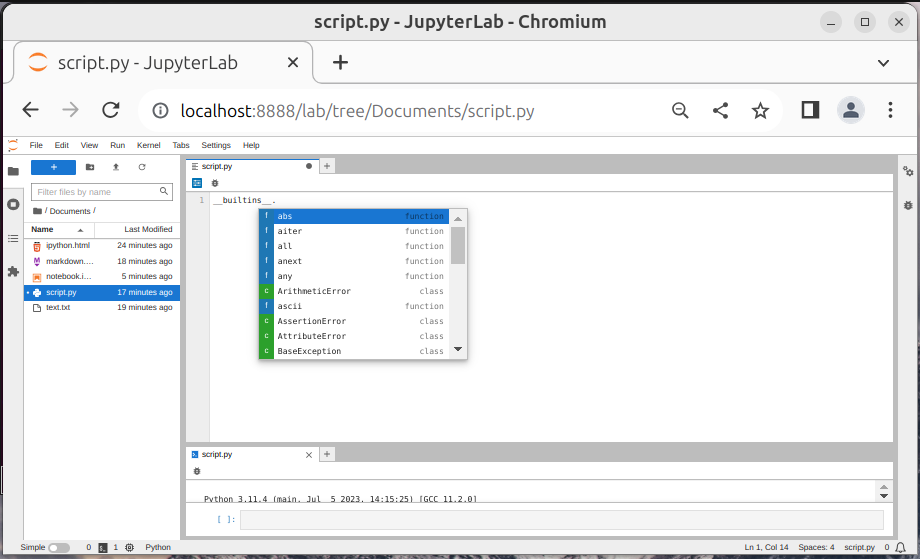 script.py - JupyterLab - Chromium
script.py - JupyterLab
localhost:8888/lab/tree/Documents/script.py
File Edit View Run Kernel Tabs Settings Help
Filter files by name
/ Documents /
Name Last Modified
ipython.html 24 minutes ago
markdown.... 18 minutes ago
notebook.i... 5 minutes ago
script.py 17 minutes ago
text.txt 19 minutes ago
script.py
1 __builtins__.
f abs function
f aiter function
f all function
f anext function
f any function
c ArithmeticError class
f ascii function
c AssertionError class
c AttributeError class
c BaseException class
script.py
Python 3.11.4 (main, Jul 5 2023, 14:15:25) [GCC 11.2.0]
[ ]:
Simple 0 1 Python Ln 1, Col 14 Spaces: 4 script.py 0